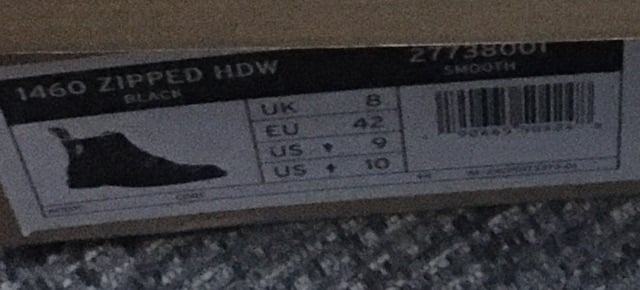 1460 ZIPPED HDW
BLACK
27738001
SMOOTH
UK 8
EU 42
US 9
US 10